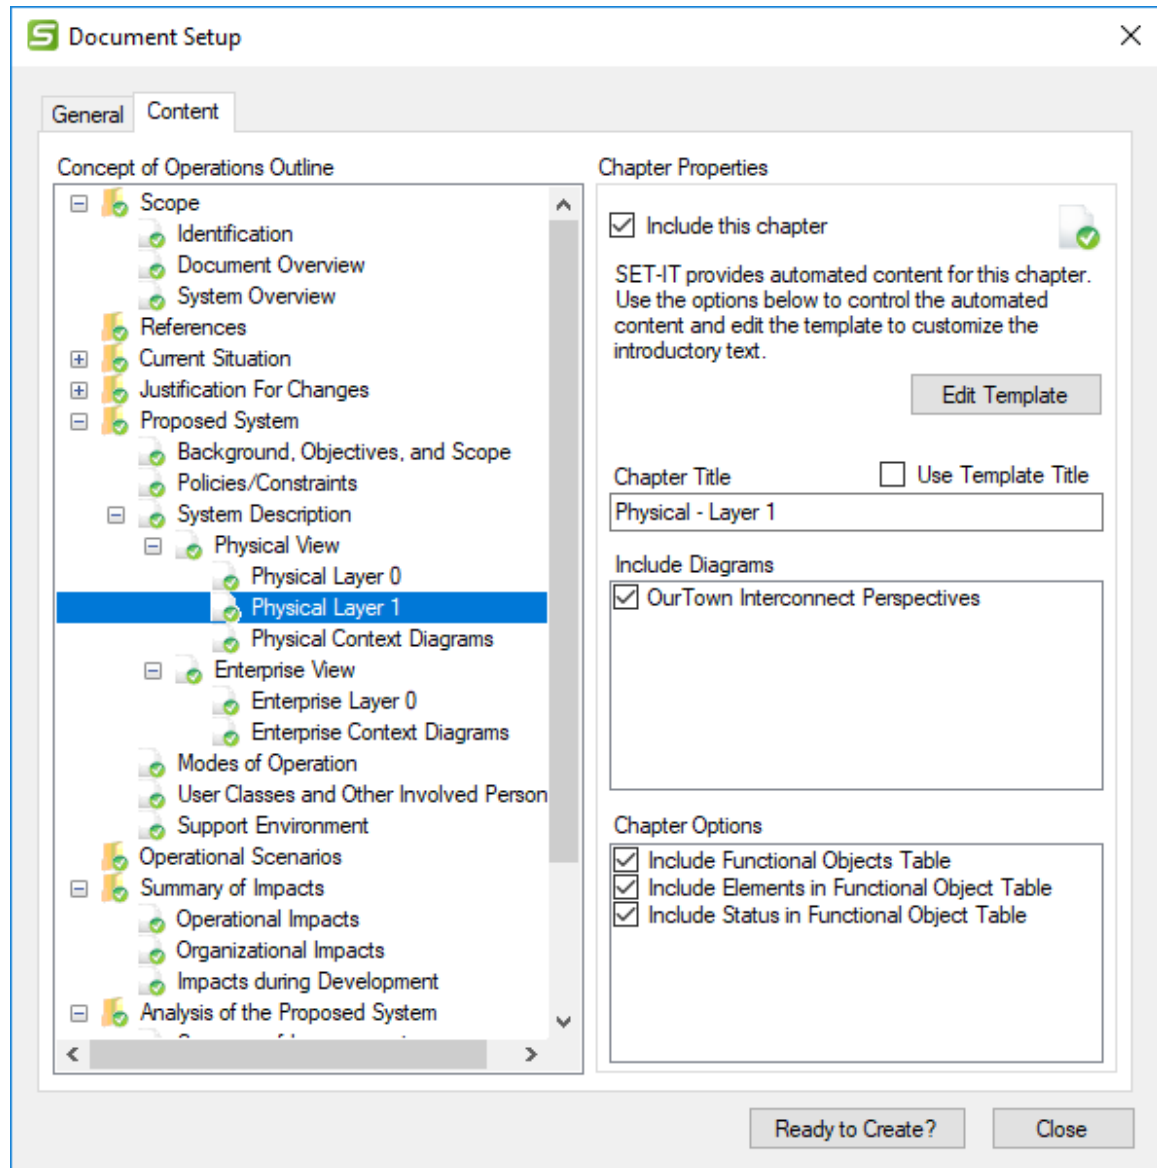 Document Setup
General
Content
Concept of Operations Outline
Scope
Identification
Document Overview
System Overview
References
Current Situation
Justification For Changes
Proposed System
Background, Objectives, and Scope
Policies/Constraints
System Description
Physical View
Physical Layer 0
Physical Layer 1
Physical Context Diagrams
Enterprise View
Enterprise Layer 0
Enterprise Context Diagrams
Modes of Operation
User Classes and Other Involved Person
Support Environment
Operational Scenarios
Summary of Impacts
Operational Impacts
Organizational Impacts
Impacts during Development
Analysis of the Proposed System
Chapter Properties
Include this chapter
SET-IT provides automated content for this chapter.
Use the options below to control the automated
content and edit the template to customize the
introductory text.
Edit Template
Chapter Title
Use Template Title
Physical - Layer 1
Include Diagrams
OurTown Interconnect Perspectives
Chapter Options
Include Functional Objects Table
Include Elements in Functional Object Table
Include Status in Functional Object Table
Ready to Create?
Close